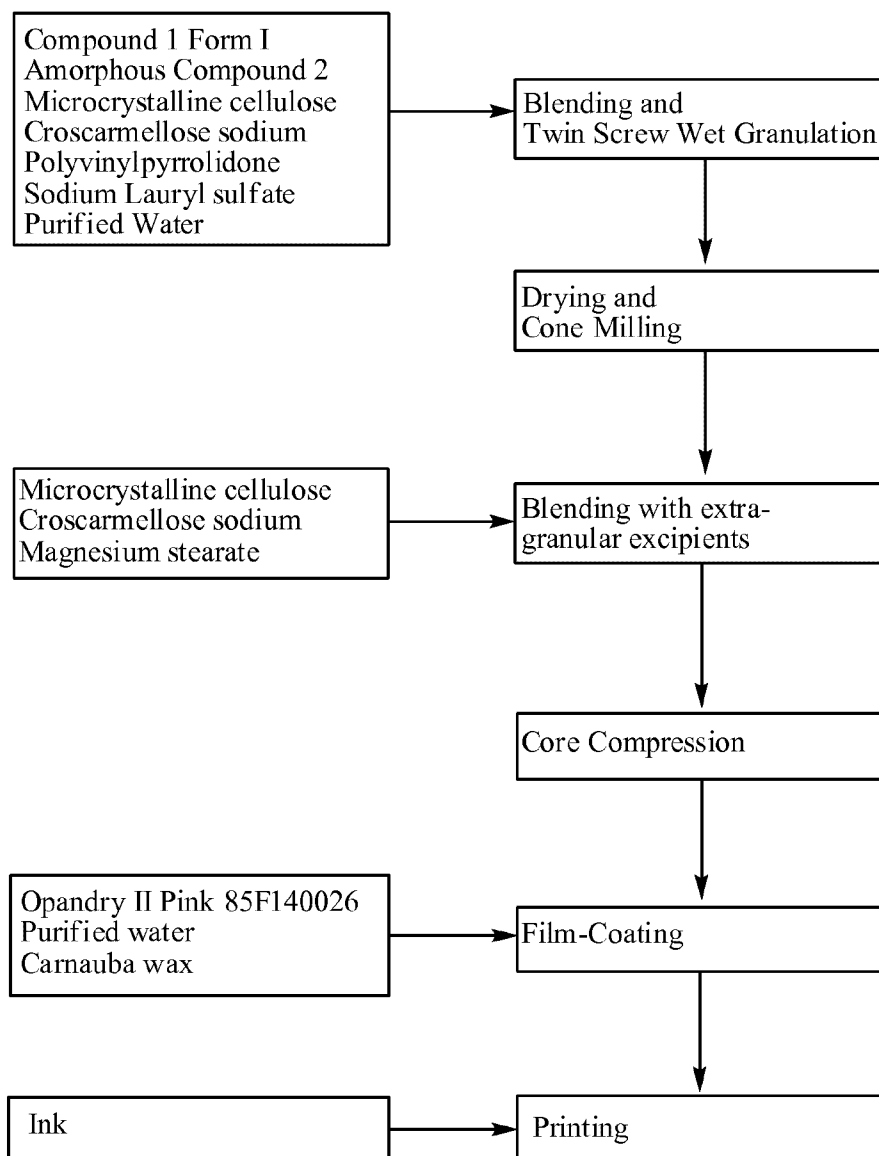 Compound 1 Form I
Amorphous Compound 2
Microcrystalline cellulose
Croscarmellose sodium
Polyvinylpyrrolidone
Sodium Lauryl sulfate
Purified Water
Blending and
Twin Screw Wet Granulation
Drying and
Cone Milling
Microcrystalline cellulose
Croscarmellose sodium
Magnesium stearate
Blending with extra-
granular excipients
Core Compression
Opandry II Pink 85F140026
Purified water
Carnauba wax
Film-Coating
Ink
Printing